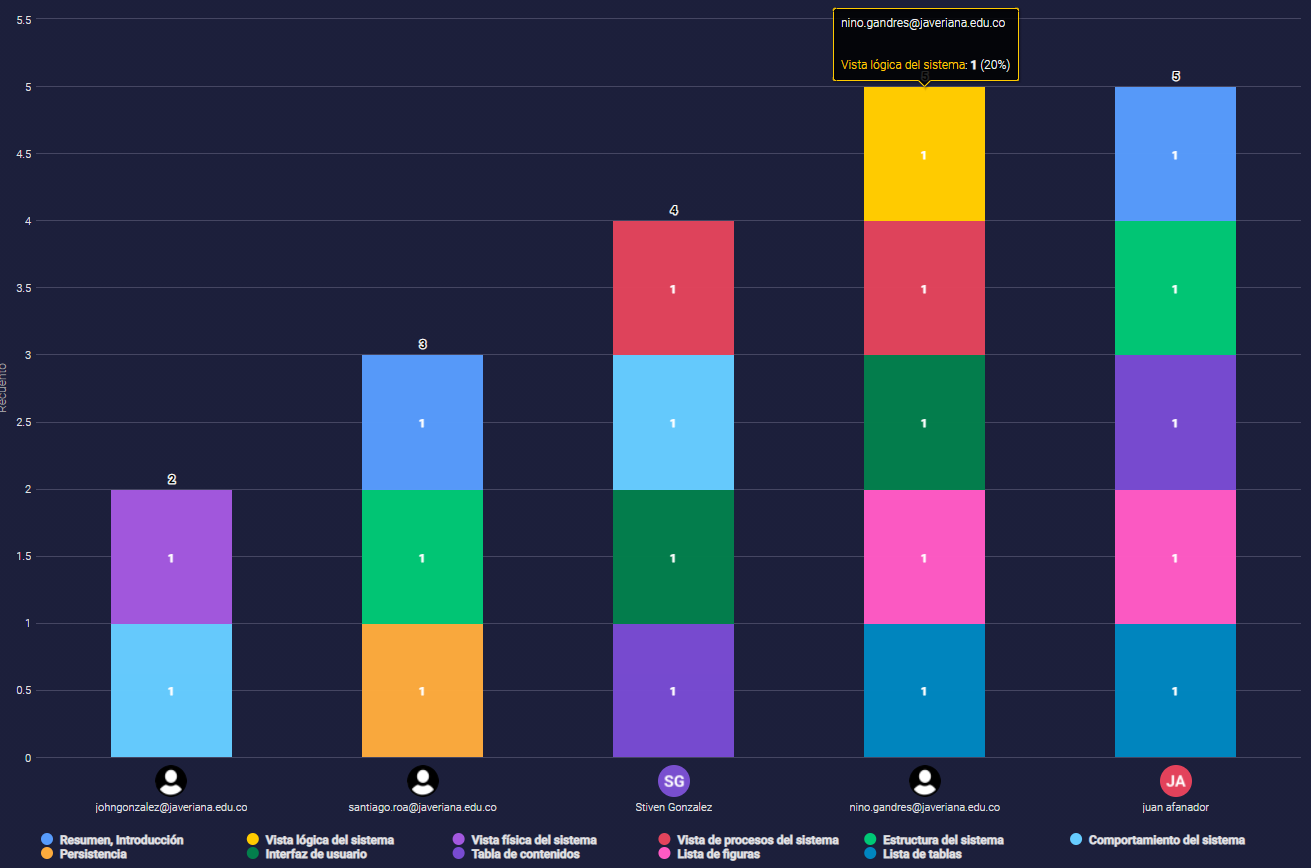 nino.gandres@javeriana.edu.co
Vista lógica del sistema: 1 (20%)
5.5
5
4.5
4
3.5
3
2.5
2
1.5
1
0.5
0
Recuento
2
1
1
3
1
1
1
4
1
1
1
1
5
1
1
1
1
1
5
1
1
1
1
1
SG
JA
johngonzalez@javeriana.edu.co
santiago.roa@javeriana.edu.co
Stiven Gonzalez
nino.gandres@javeriana.edu.co
juan afanador
Resumen, Introducción
Vista lógica del sistema
Vista física del sistema
Vista de procesos del sistema
Estructura del sistema
Comportamiento del sistema
Persistencia
Interfaz de usuario
Tabla de contenidos
Lista de figuras
Lista de tablas